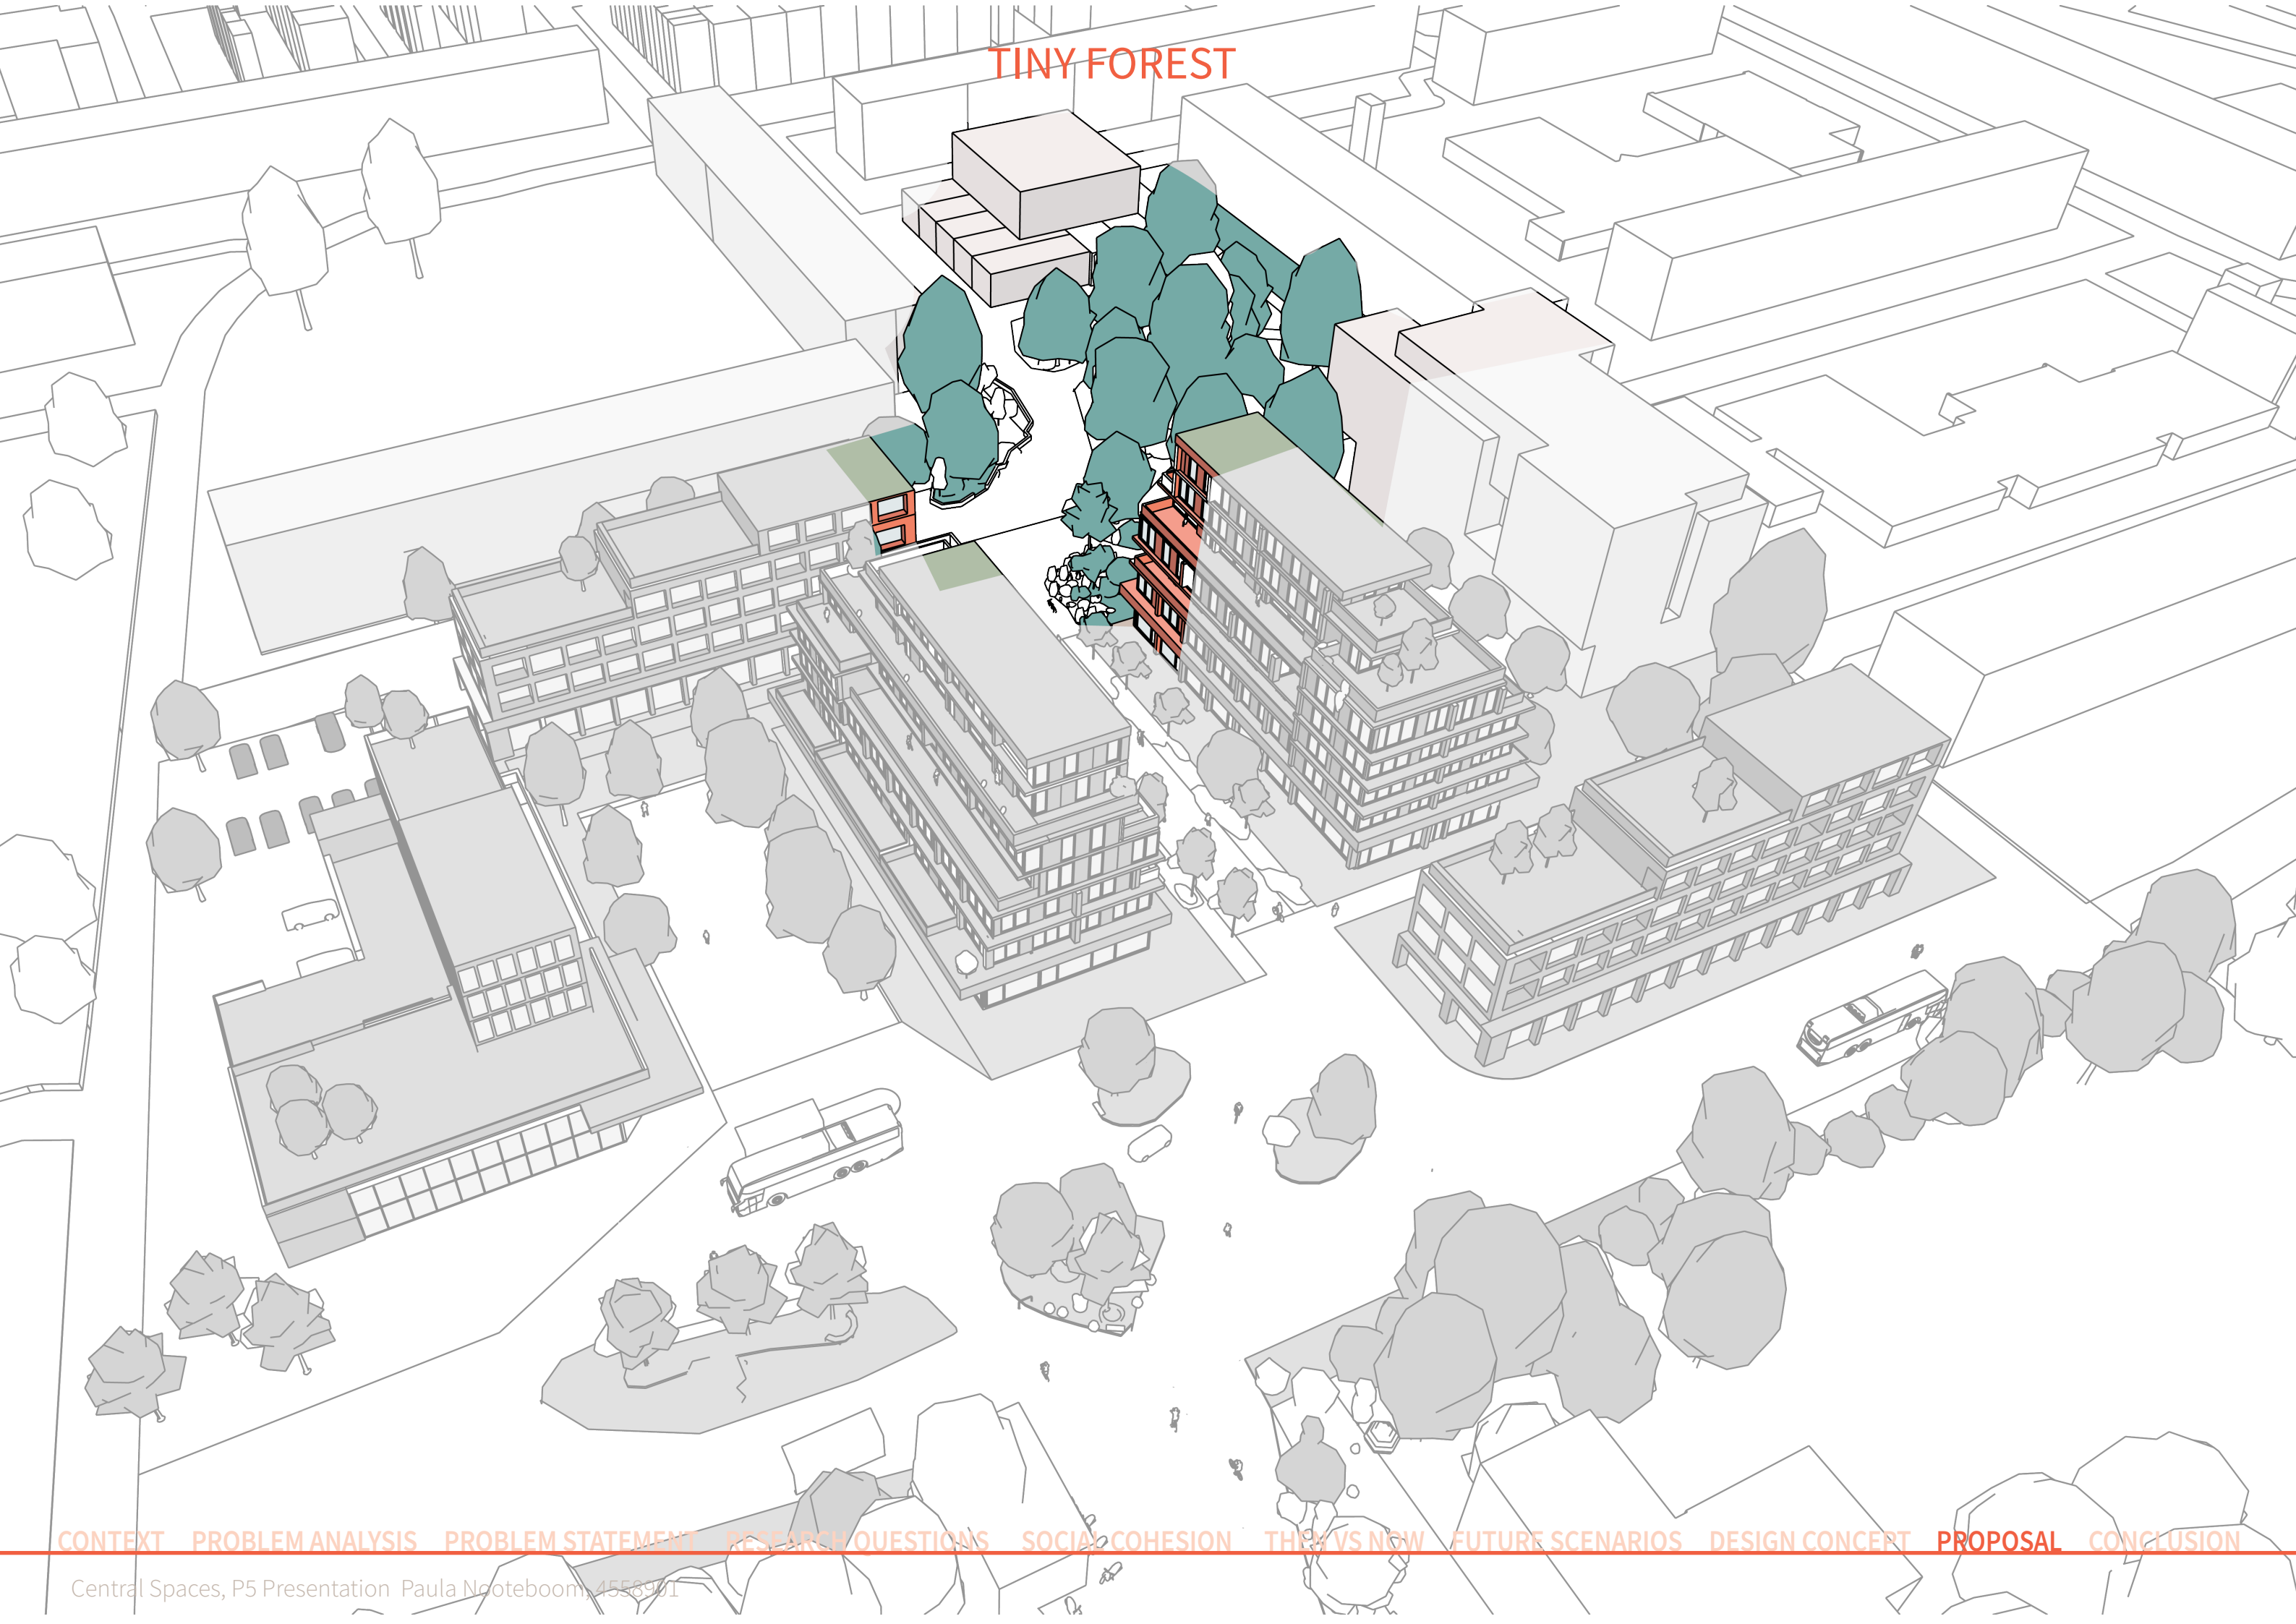 TINY FOREST
CONTEXT PROBLEM ANALYSIS PROBLEM STATEMENT RESEARCH QUESTIONS SOCIAL COHESION THEN VS NOW FUTURE SCENARIOS DESIGN CONCEPT PROPOSAL CONCLUSION
Central Spaces, P5 Presentation Paula Nooteboom, 4558901